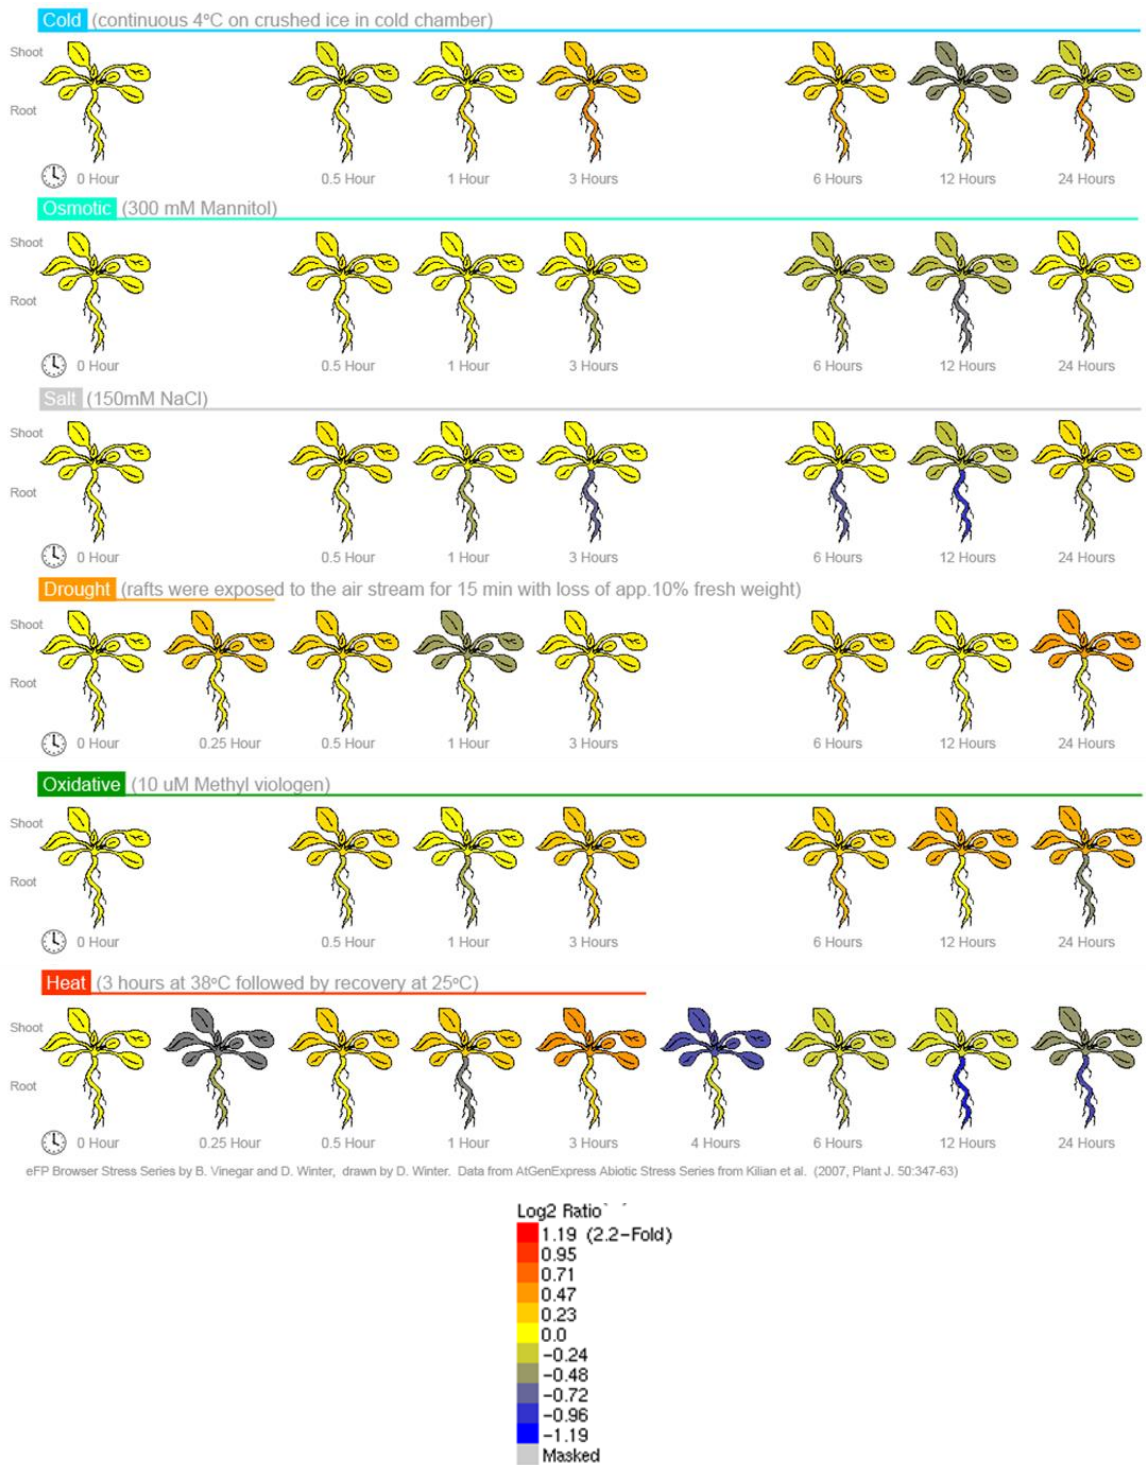 Cold (continuous 4°C on crushed ice in cold chamber)
Shoot
Root
0 Hour 0.5 Hour 1 Hour 3 Hours 6 Hours 12 Hours 24 Hours
Osmotic (300 mM Mannitol)
Shoot
Root
0 Hour 0.5 Hour 1 Hour 3 Hours 6 Hours 12 Hours 24 Hours
Salt (150mM NaCl)
Shoot
Root
0 Hour 0.5 Hour 1 Hour 3 Hours 6 Hours 12 Hours 24 Hours
Drought (rafts were exposed to the air stream for 15 min with loss of app.10% fresh weight)
Shoot
Root
0 Hour 0.25 Hour 0.5 Hour 1 Hour 3 Hours 6 Hours 12 Hours 24 Hours
Oxidative (10 uM Methyl viologen)
Shoot
Root
0 Hour 0.5 Hour 1 Hour 3 Hours 6 Hours 12 Hours 24 Hours
Heat (3 hours at 38°C followed by recovery at 25°C)
Shoot
Root
0 Hour 0.25 Hour 0.5 Hour 1 Hour 3 Hours 4 Hours 6 Hours 12 Hours 24 Hours
eFP Browser Stress Series by B. Vinegar and D. Winter, drawn by D. Winter. Data from AtGenExpress Abiotic Stress Series from Kilian et al. (2007, Plant J. 50:347-63)
Log2 Ratio
1.19 (2.2-Fold)
0.95
0.71
0.47
0.23
0.0
-0.24
-0.48
-0.72
-0.96
-1.19
Masked